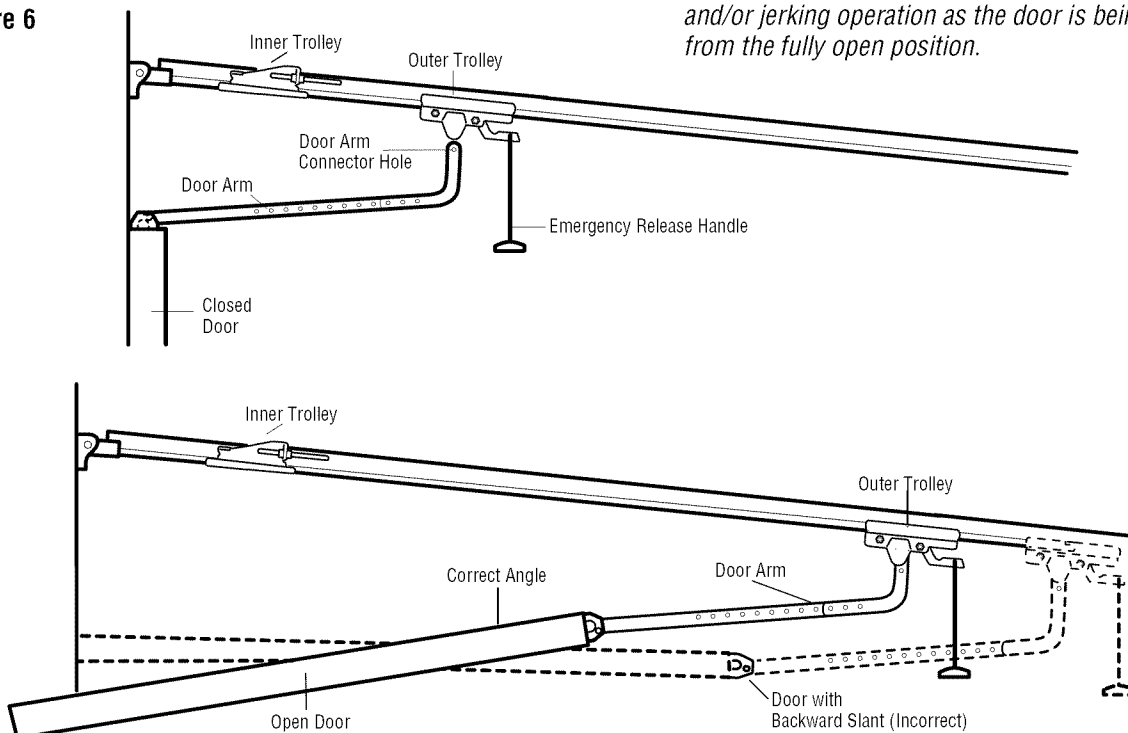 re 6
and/or jerking operation as the door is bei
from the fully open position.
Inner Trolley
Outer Trolley
Door Arm
Connector Hole
Door Arm
Emergency Release Handle
Closed
Door
Inner Trolley
Outer Trolley
Correct Angle
Door Arm
Open Door
Door with
Backward Slant (Incorrect)